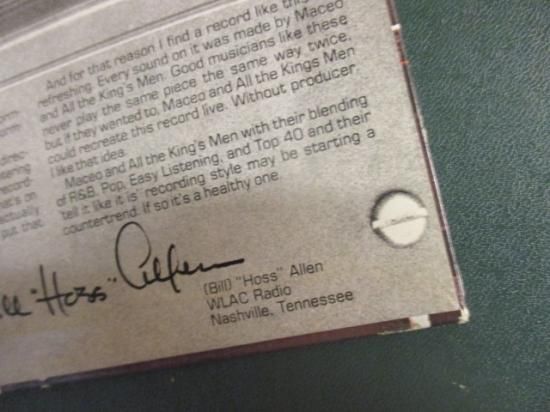 And for that reason I find a record like this
refreshing. Every sound on it was made by Maceo
and All the King's Men. Good musicians like these
never play the same piece the same way twice,
but if they wanted to, Maceo and All the Kings Men
could recreate this record live. Without producer.
I like that idea.
Maceo and All the King's Men with their blending
of R&B, Pop, Easy Listening, and Top 40 and their
'tell it like it is' recording style may be starting a
countertrend. If so it's a healthy one.
"Hoss" Allen
(Bill) "Hoss" Allen
WLAC Radio
Nashville, Tennessee
ctually
put that